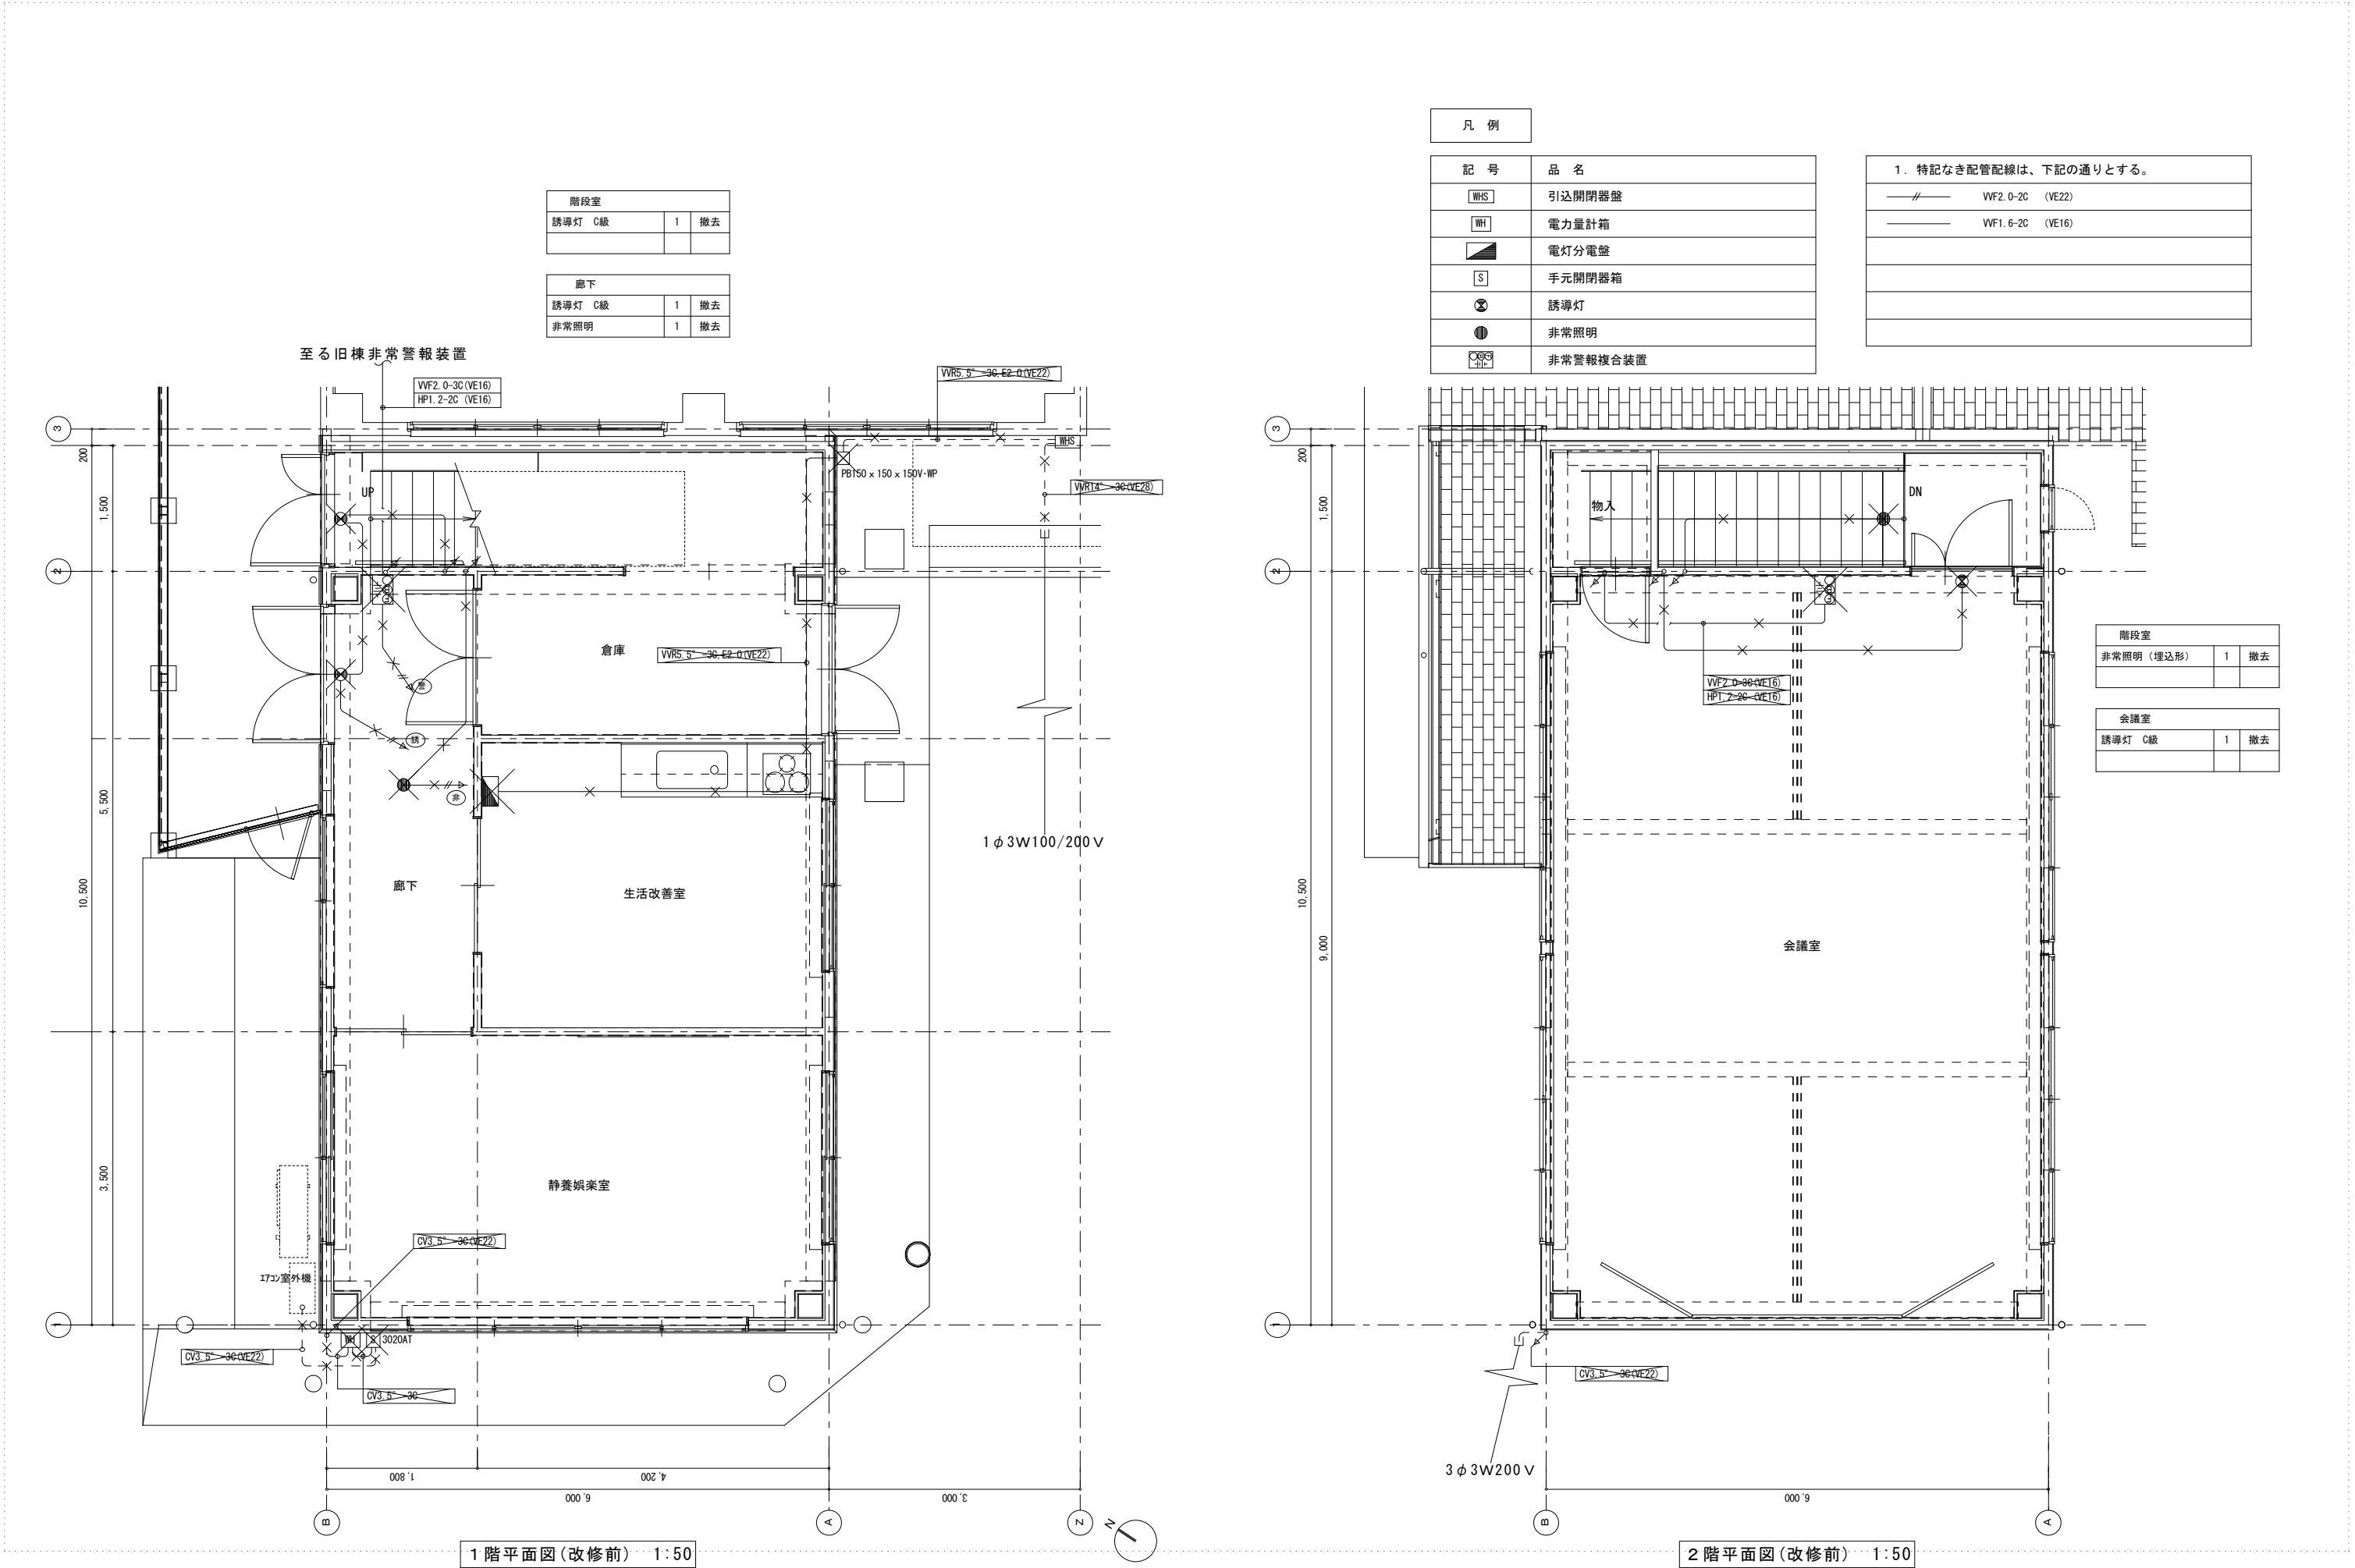 凡 例
記 号 品 名
WHS 引込開閉器盤
WH 電力量計箱
電灯分電盤
S 手元開閉器箱
誘導灯
非常照明
非常警報複合装置
1. 特記なき配管配線は、下記の通りとする。
VVF2.0-2C (VE22)
VVF1.6-2C (VE16)
階段室
誘導灯 C級 1 撤去
廊下
誘導灯 C級 1 撤去
非常照明 1 撤去
至る旧棟非常警報装置
VVF2.0-3C(VE16)
HP1.2-2C (VE16)
VVR5.5°-3C,E2.0(VE22)
WHS
PB150x150x150V・WP
VVR14°-3C(VE28)
3
200
1,500
2
5,500
10,500
3,500
1
UP
倉庫
VVR5.5°-3C,E2.0(VE22)
警
誘
非
1φ3W100/200V
廊下
生活改善室
静養娯楽室
CV3.5°-3C(VE22)
エアコン室外機
WH
S
3020AT
CV3.5°-3C(VE22)
CV3.5°-3C
1,800
4,200
6,000
3,000
B
A
Z
N
1階平面図(改修前) 1:50
3
200
1,500
2
10,500
9,000
1
物入
DN
VVF2.0-3C(VE16)
HP1.2-2C(VE16)
階段室
非常照明(埋込形) 1 撤去
会議室
誘導灯 C級 1 撤去
会議室
CV3.5°-3C(VE22)
3φ3W200V
6,000
B
A
2階平面図(改修前) 1:50